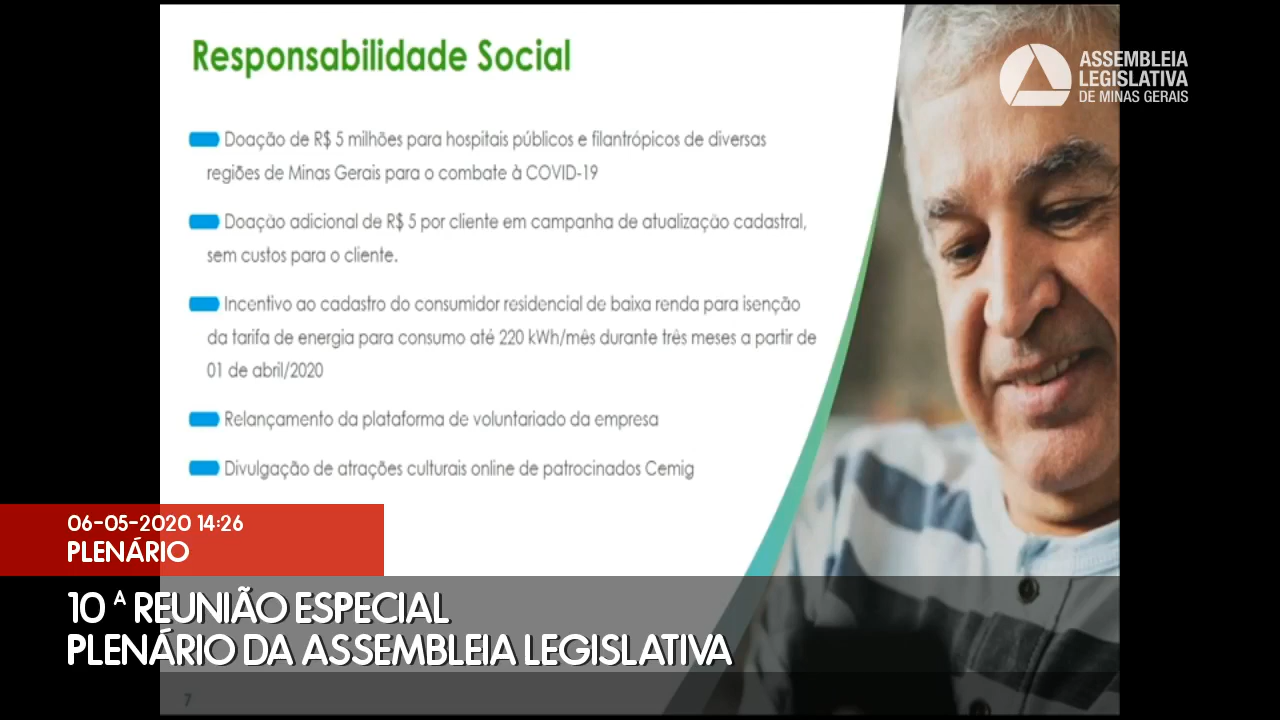 Responsabilidade Social
ASSEMBLEIA
LEGISLATIVA
DE MINAS GERAIS
Doação de R$ 5 milhões para hospitais públicos e filantrópicos de diversas
regiões de Minas Gerais para o combate à COVID-19
Doação adicional de R$ 5 por cliente em campanha de atualização cadastral,
sem custos para o cliente.
Incentivo ao cadastro do consumidor residencial de baixa renda para isenção
da tarifa de energia para consumo até 220 kWh/mês durante três meses a partir de
01 de abril/2020
Relançamento da plataforma de voluntariado da empresa
Divulgação de atrações culturais online de patrocinados Cemig
06-05-2020 14:26
PLENÁRIO
10 ª REUNIÃO ESPECIAL
PLENÁRIO DA ASSEMBLEIA LEGISLATIVA
7